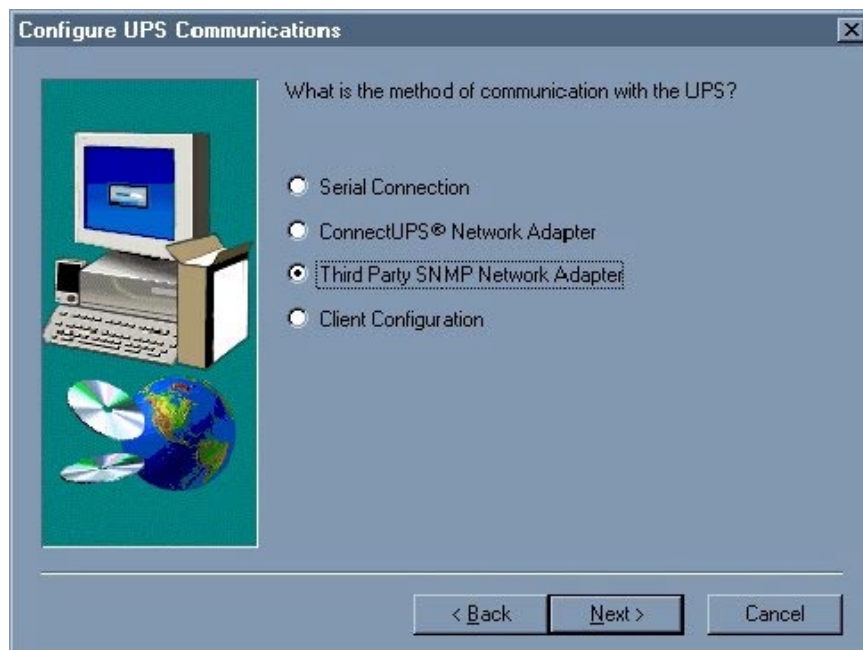 Configure UPS Communications
What is the method of communication with the UPS?
Serial Connection
ConnectUPS® Network Adapter
Third Party SNMP Network Adapter
Client Configuration
< Back
Next >
Cancel